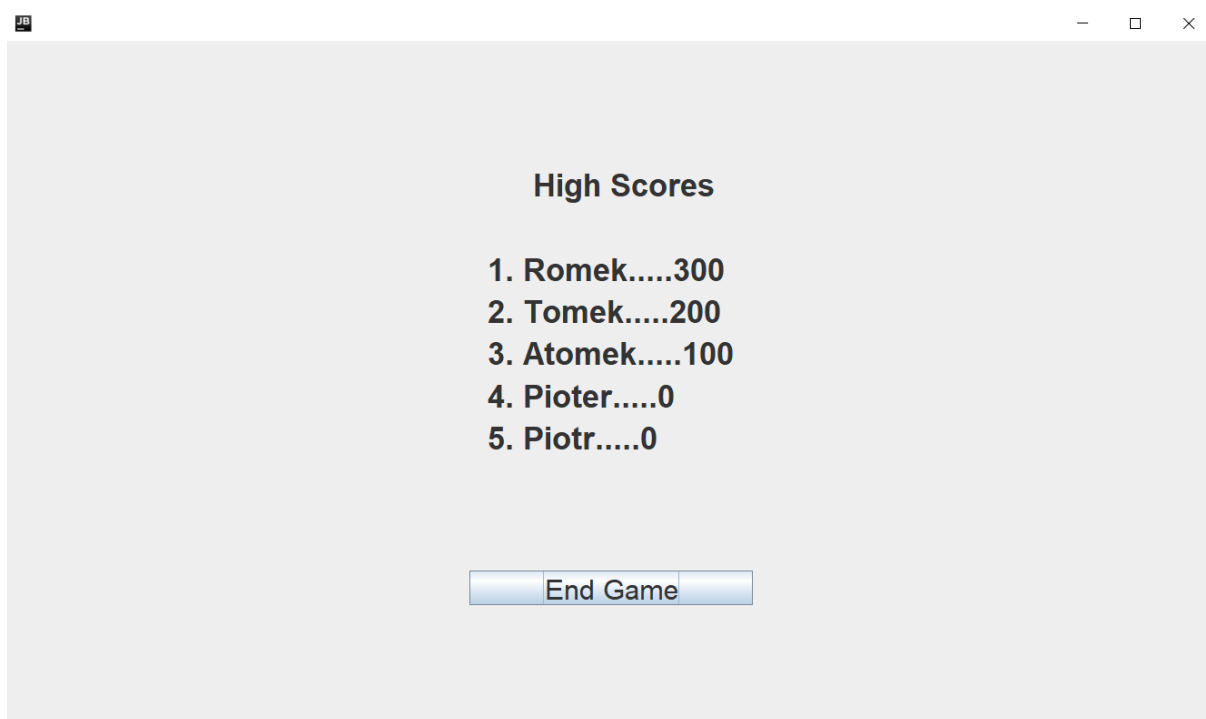 JB
High Scores
1. Romek.....300
2. Tomek.....200
3. Atomek.....100
4. Pioter.....0
5. Piotr.....0
End Game